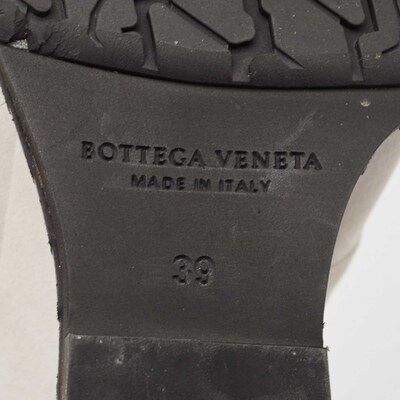 BOTTEGA VENETA
MADE IN ITALY
39